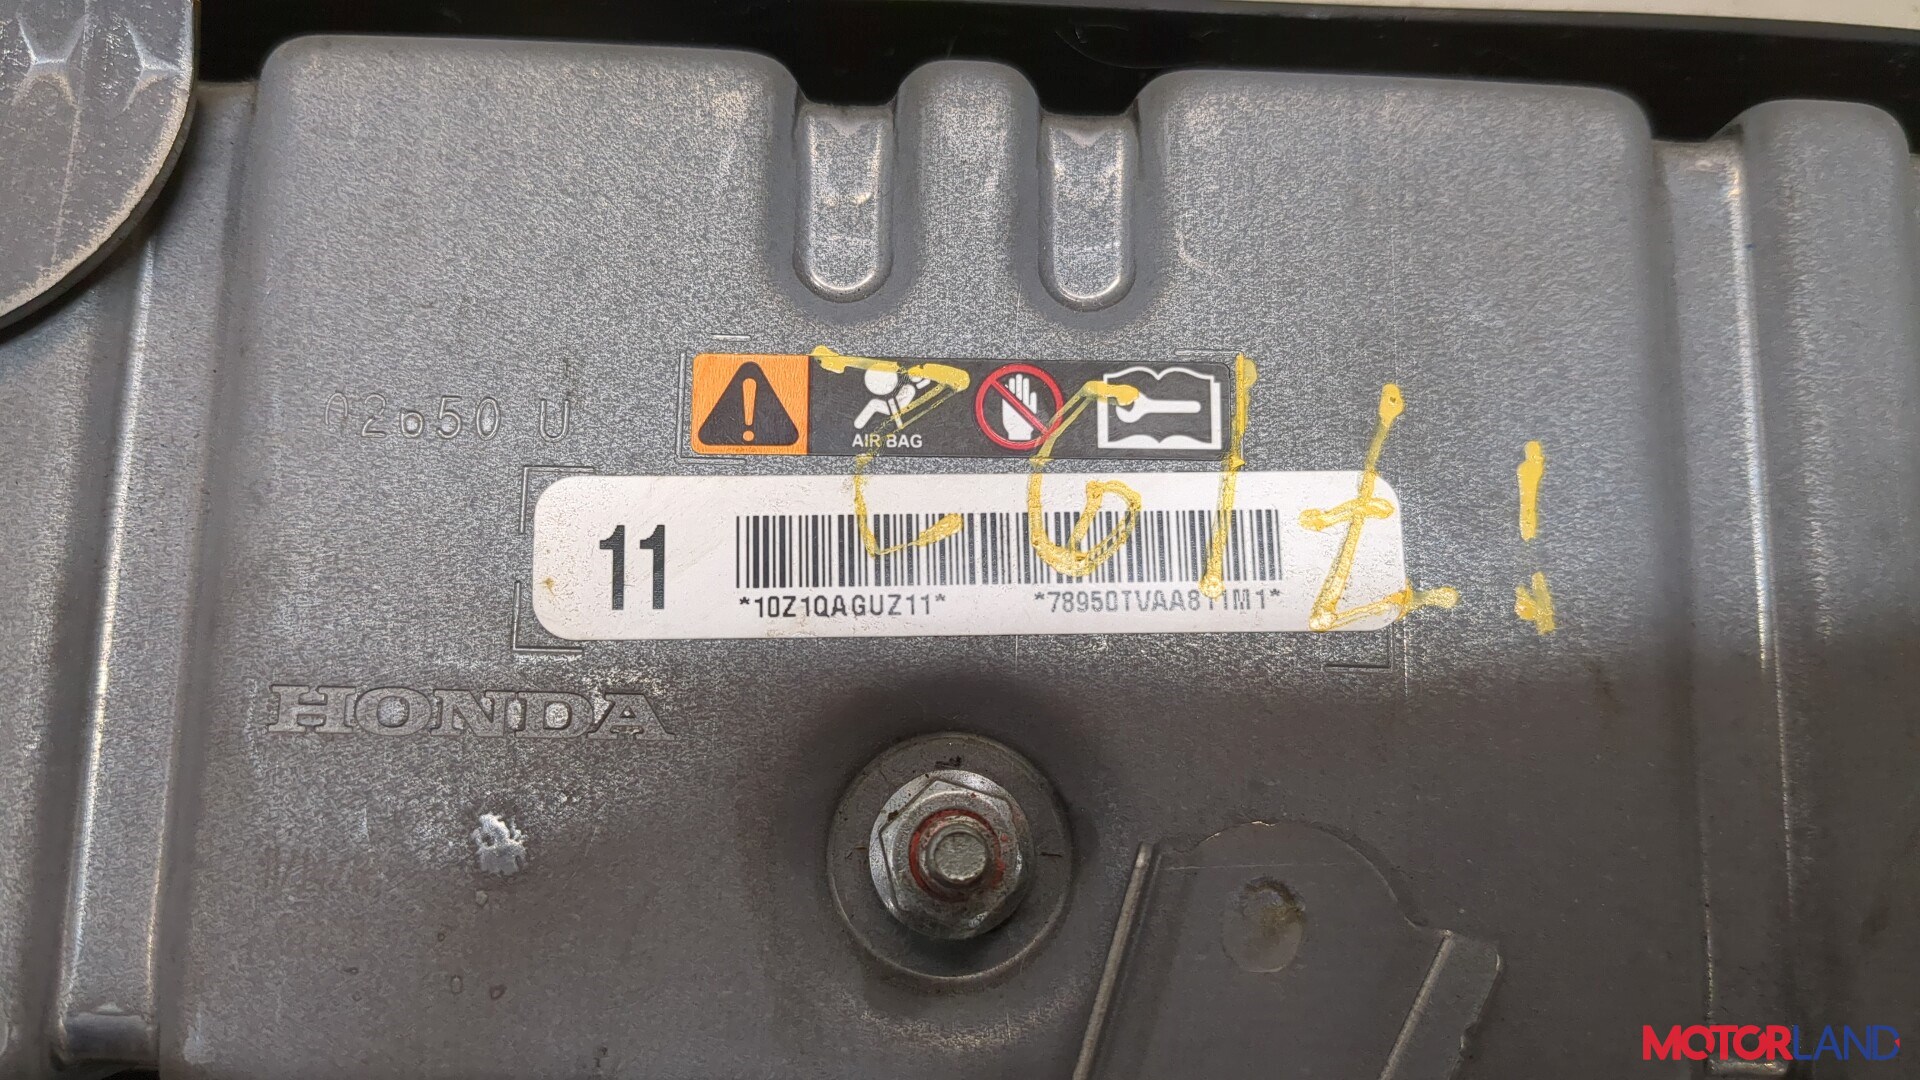 02650 U
AIR BAG
11
*10Z1QAGUZ11* *78950TVAA811M1*
HONDA
MOTORLAND